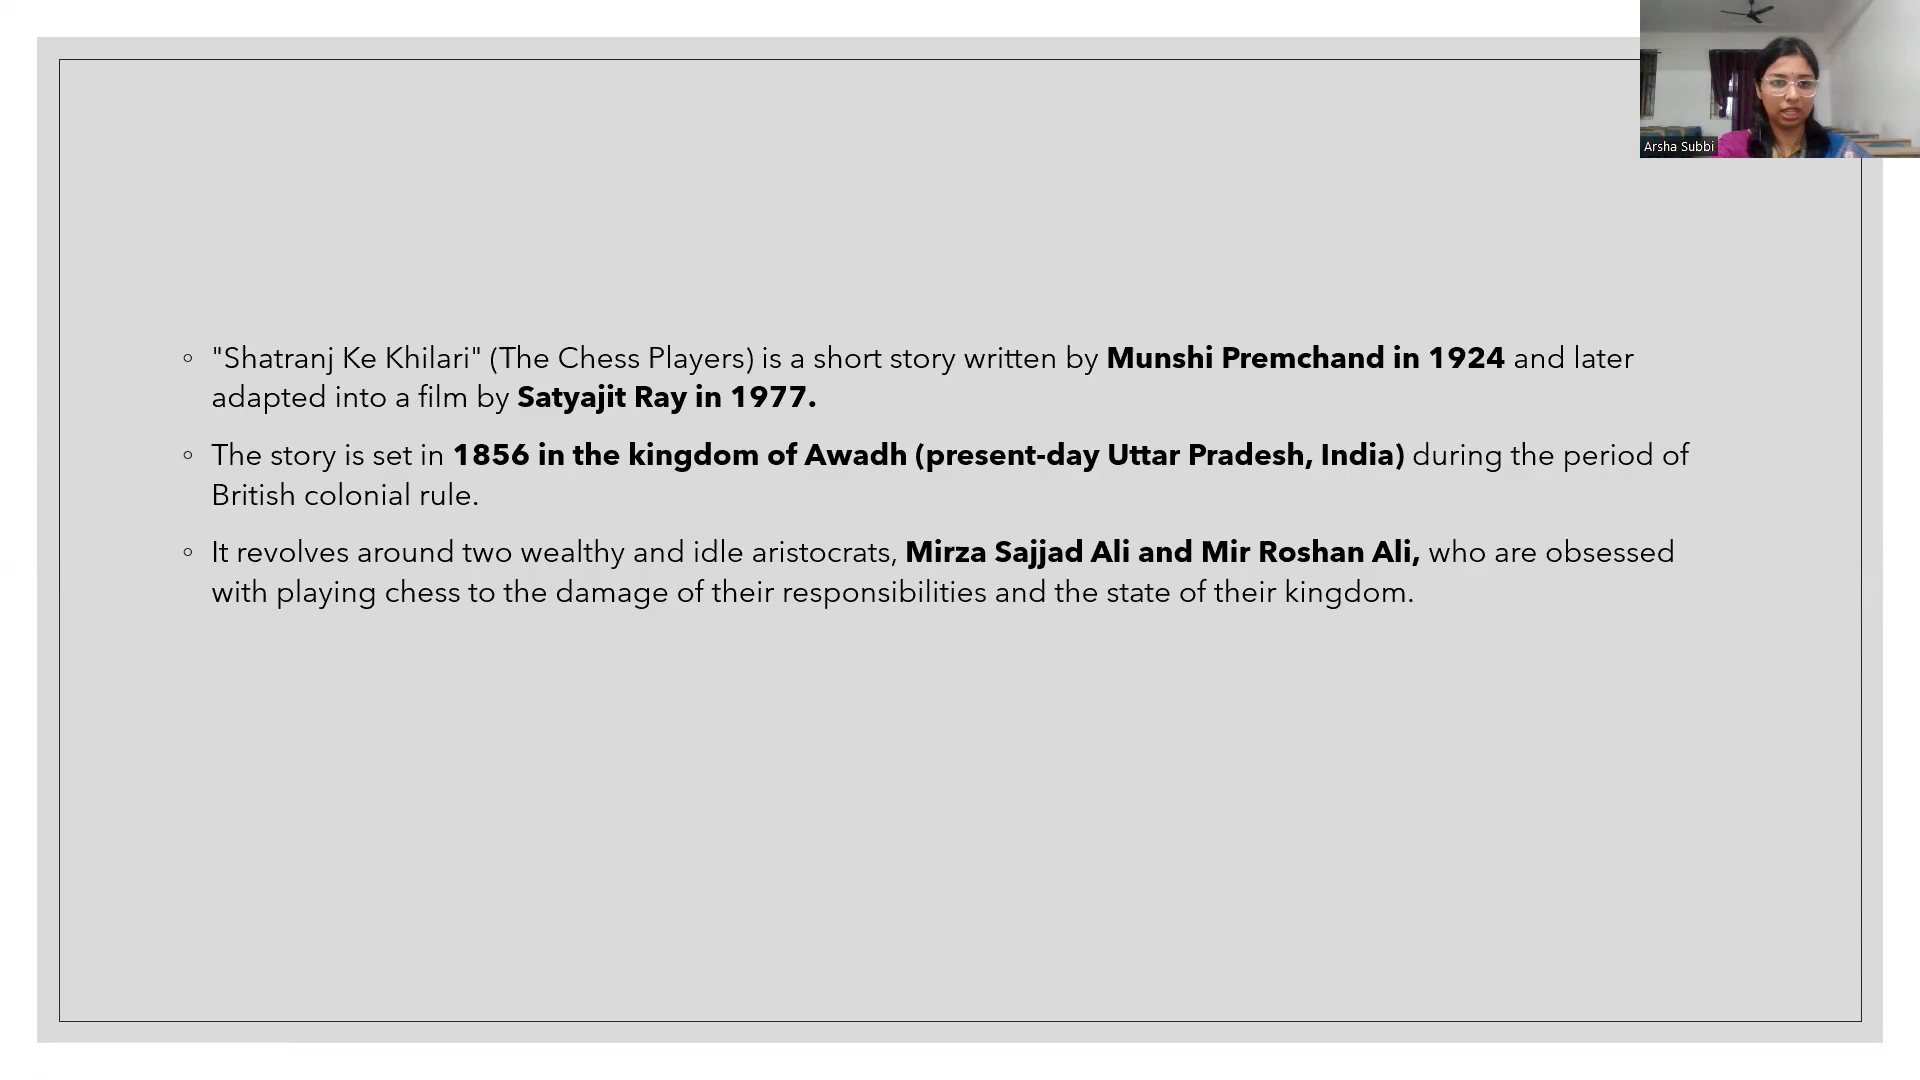 Arsha Subbi
◦ "Shatranj Ke Khilari" (The Chess Players) is a short story written by Munshi Premchand in 1924 and later
adapted into a film by Satyajit Ray in 1977.
◦ The story is set in 1856 in the kingdom of Awadh (present-day Uttar Pradesh, India) during the period of
British colonial rule.
◦ It revolves around two wealthy and idle aristocrats, Mirza Sajjad Ali and Mir Roshan Ali, who are obsessed
with playing chess to the damage of their responsibilities and the state of their kingdom.